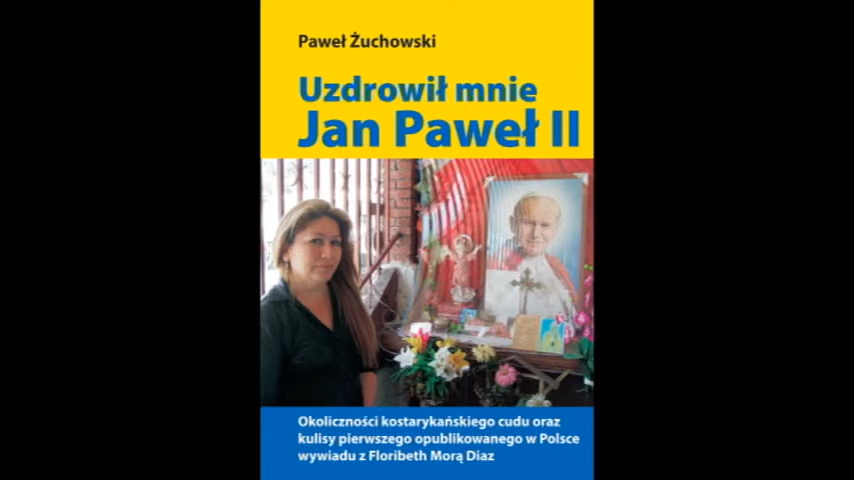 Paweł Żuchowski
Uzdrowił mnie
Jan Paweł II
Okoliczności kostarykańskiego cudu oraz
kulisy pierwszego opublikowanego w Polsce
wywiadu z Floribeth Morą Diaz